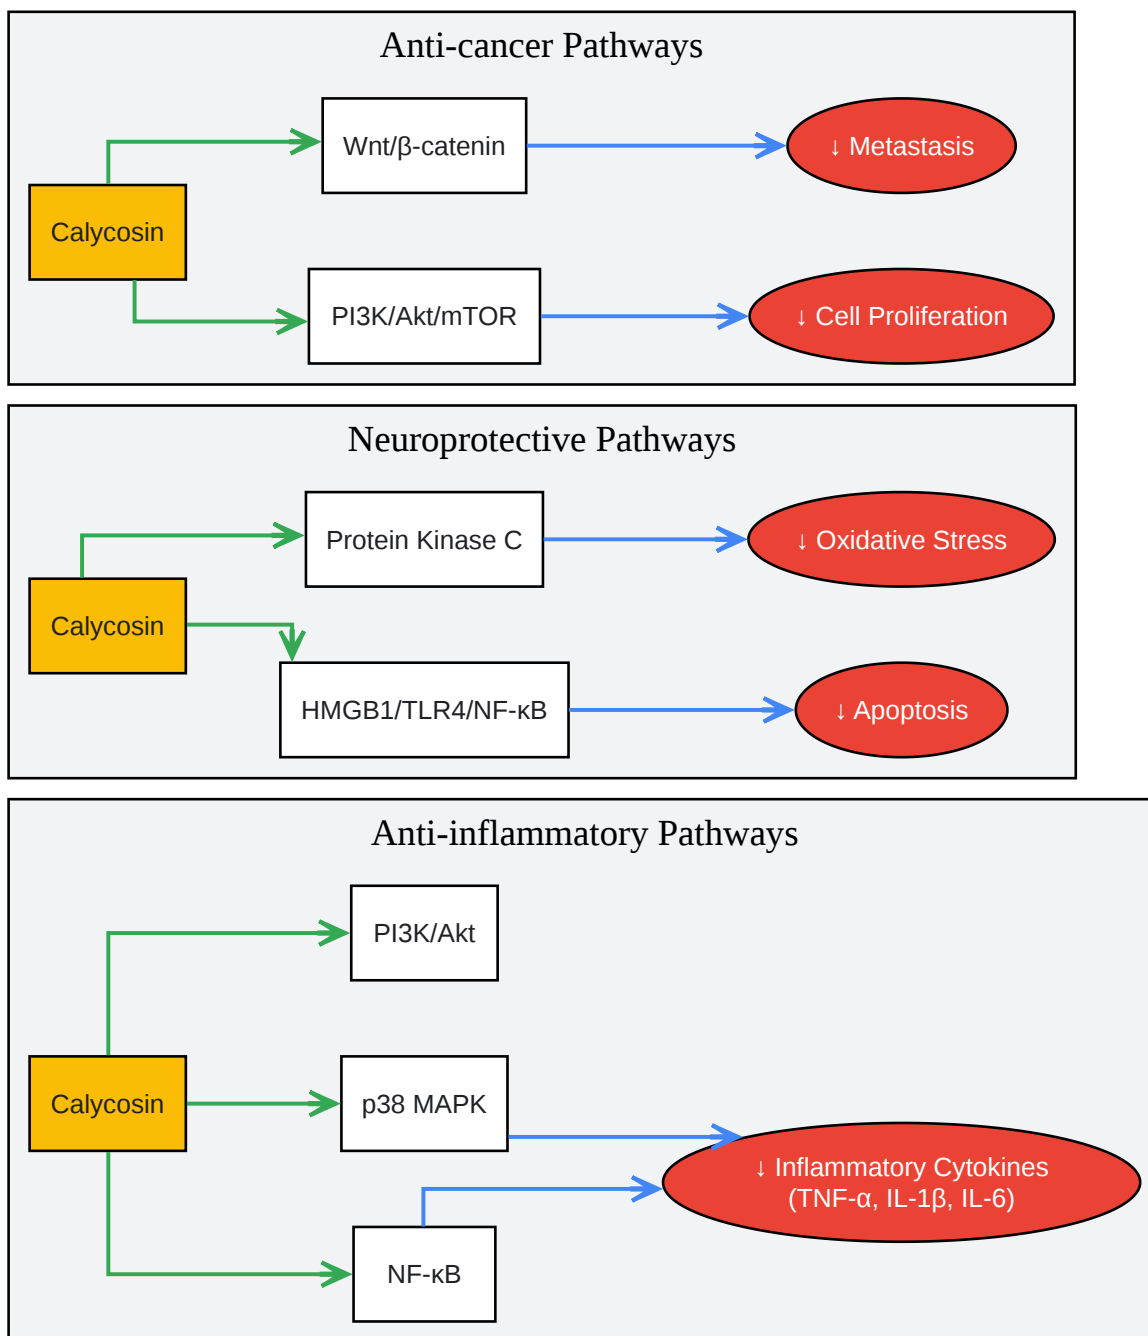 Anti-cancer Pathways
Wnt/β-catenin
↓ Metastasis
Calycosin
PI3K/Akt/mTOR
↓ Cell Proliferation
Neuroprotective Pathways
Protein Kinase C
↓ Oxidative Stress
Calycosin
HMGB1/TLR4/NF-κB
↓ Apoptosis
Anti-inflammatory Pathways
PI3K/Akt
Calycosin
p38 MAPK
↓ Inflammatory Cytokines
(TNF-α, IL-1β, IL-6)
NF-κB